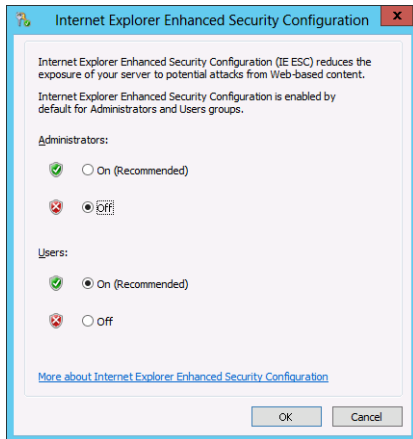 Internet Explorer Enhanced Security Configuration
Internet Explorer Enhanced Security Configuration (IE ESC) reduces the
exposure of your server to potential attacks from Web-based content.
Internet Explorer Enhanced Security Configuration is enabled by
default for Administrators and Users groups.
Administrators:
On (Recommended)
Off
Users:
On (Recommended)
Off
More about Internet Explorer Enhanced Security Configuration
OK Cancel